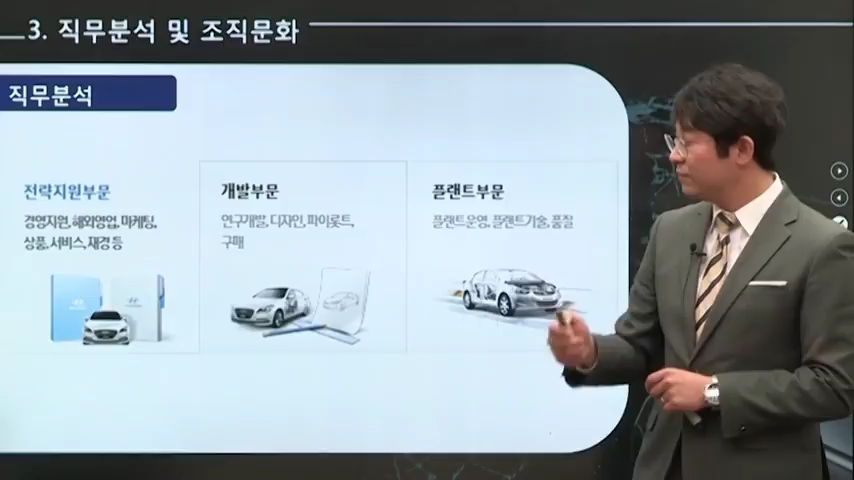 3. 직무분석 및 조직문화
직무분석
전략지원부문
경영지원, 해외영업, 마케팅,
상품, 서비스, 재경 등
개발부문
연구개발, 디자인, 파이롯트,
구매
플랜트부문
플랜트운영, 플랜트기술, 품질